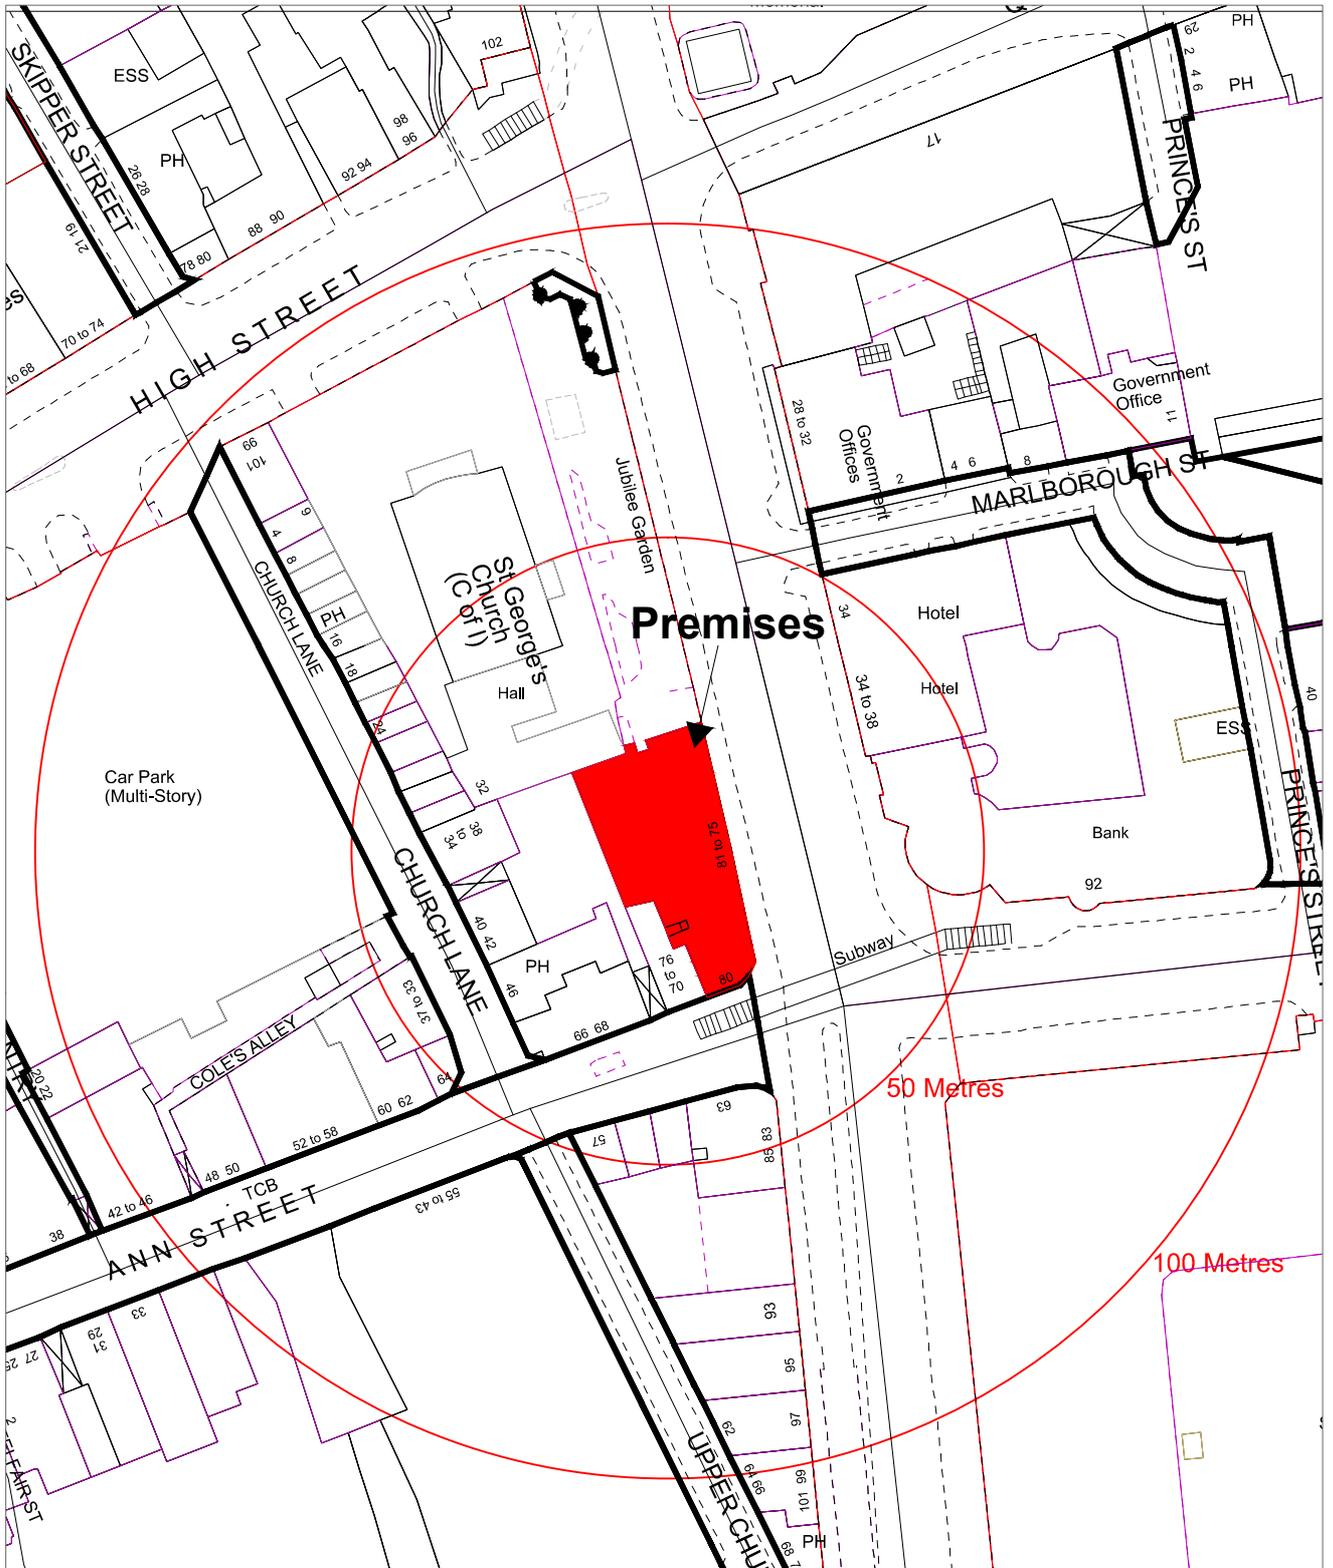 PH
29
2
4 6
PH
102
SKIPPER STREET
ESS
98
96
PH
92 94
17
PRINCE'S ST
26 28
88 90
21 19
78 80
70 to 74
to 68
HIGH STREET
Government
Office
11
28 to 32
Government
Offices
Government
2
4 6
8
MARLBOROUGH ST
99
101
4
9
8
Jubilee Garden
CHURCH LANE
St George's
Church
(C of I)
PH
16
18
Hall
24
32
Premises
34
Hotel
34 to 38
Hotel
ESS
40
Car Park
(Multi-Story)
34
to
38
81 to 75
Bank
92
PRINCE'S STREE
CHURCH LANE
40 42
PH
46
76
to
70
80
Subway
37 to 33
66 68
COLE'S ALLEY
64
60 62
52 to 58
NTRY
20 22
50 Metres
63
57
85 83
48 50
TCB
42 to 46
38
ANN STREET
55 to 43
100 Metres
33
29
31
27
25
93
95
97
62
64 66
101 99
UPPER CHU
68
PH
2
FAIR ST